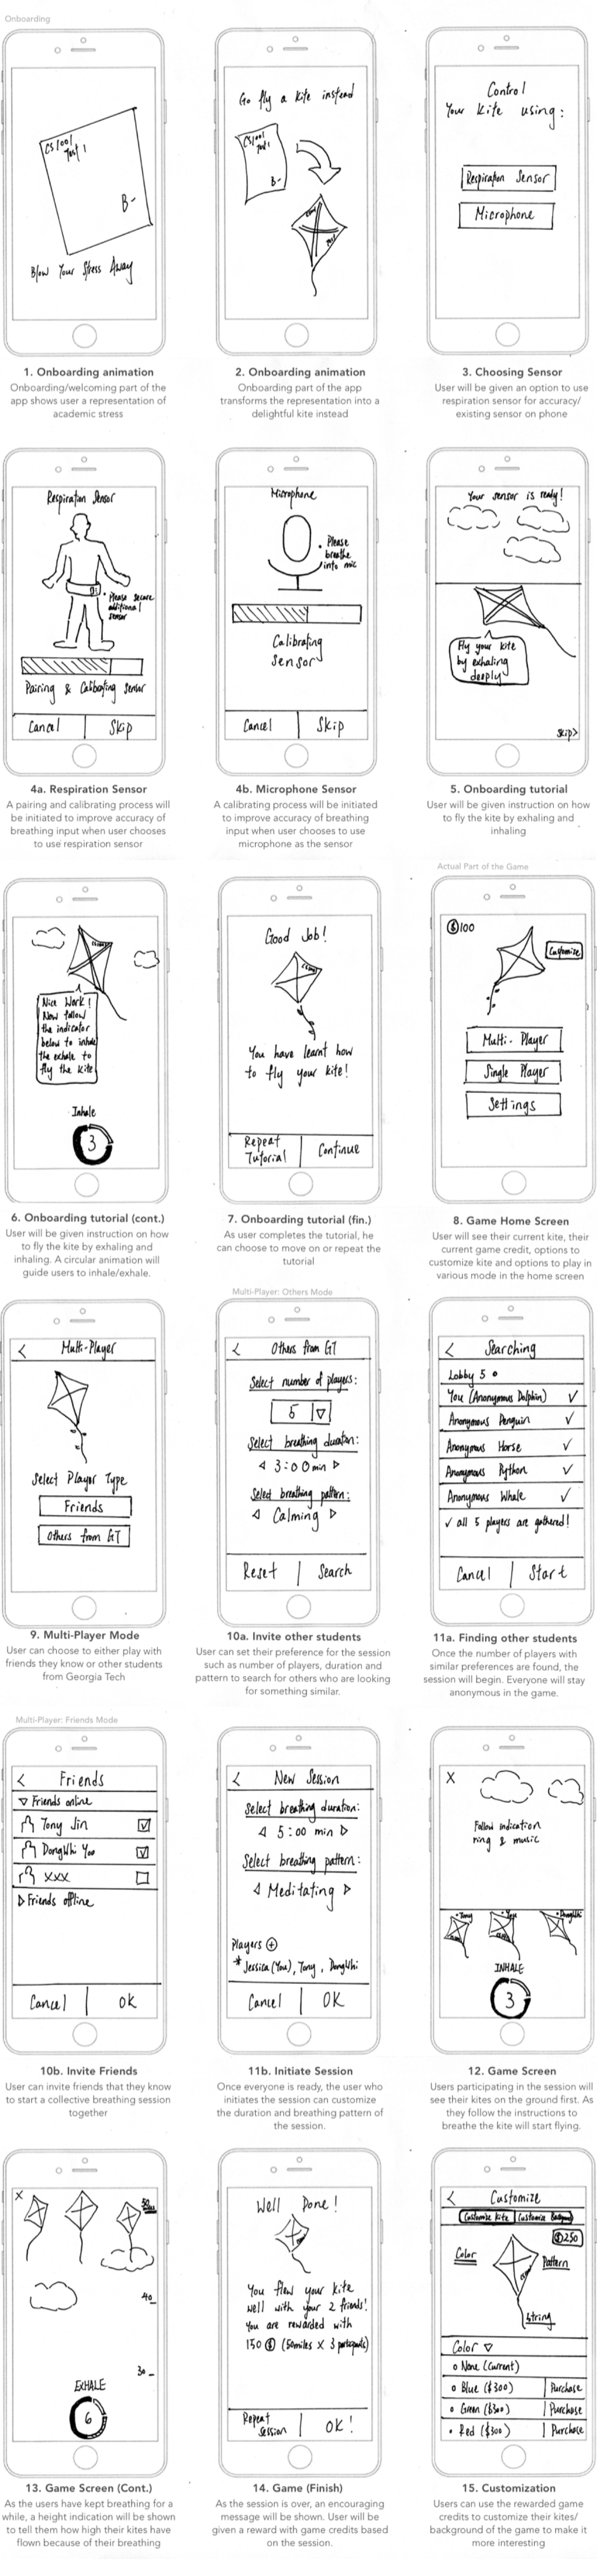 Onboarding
CS1001
Test 1
B-
Blow Your Stress Away
Go fly a kite instead
CS1001
Test 1
B-
Control
Your kite using:
Respiration Sensor
Microphone
1. Onboarding animation
Onboarding/welcoming part of the
app shows user a representation of
academic stress
2. Onboarding animation
Onboarding part of the app
transforms the representation into a
delightful kite instead
3. Choosing Sensor
User will be given an option to use
respiration sensor for accuracy/
existing sensor on phone
Respiration Sensor
• Please secure
additional
sensor
Pairing & Calibrating sensor
Cancel | Skip
Microphone
• Please
breathe
into mic
Calibrating
Sensor
Cancel | Skip
Your sensor is ready!
Fly your kite
by exhaling
deeply
Skip>
4a. Respiration Sensor
A pairing and calibrating process will
be initiated to improve accuracy of
breathing input when user chooses
to use respiration sensor
4b. Microphone Sensor
A calibrating process will be initiated
to improve accuracy of breathing
input when user chooses to use
microphone as the sensor
5. Onboarding tutorial
User will be given instruction on how
to fly the kite by exhaling and
inhaling
Nice Work!
Now follow
the indicator
below to inhale
the exhale to
fly the kite
Inhale
3
Good Job!
You have learnt how
to fly your kite!
Repeat
Tutorial | Continue
Actual Part of the Game
$100
Customize
Multi-Player
Single Player
Settings
6. Onboarding tutorial (cont.)
User will be given instruction on how
to fly the kite by exhaling and
inhaling. A circular animation will
guide users to inhale/exhale.
7. Onboarding tutorial (fin.)
As user completes the tutorial, he
can choose to move on or repeat the
tutorial
8. Game Home Screen
User will see their current kite, their
current game credit, options to
customize kite and options to play in
various mode in the home screen
< Multi-Player
Select Player Type
Friends
Others from GT
Multi-Player: Others Mode
< Others from GT
Select number of players:
5
Select breathing duration:
3:00 min
Select breathing pattern:
Calming
Reset | Search
< Searching
Lobby 5
You (Anonymous Dolphin) ✓
Anonymous Penguin ✓
Anonymous Horse ✓
Anonymous Python ✓
Anonymous Whale ✓
✓ all 5 players are gathered!
Cancel | Start
9. Multi-Player Mode
User can choose to either play with
friends they know or other students
from Georgia Tech
10a. Invite other students
User can set their preference for the session
such as number of players, duration and
pattern to search for others who are looking
for something similar.
11a. Finding other students
Once the number of players with
similar preferences are found, the
session will begin. Everyone will stay
anonymous in the game.
Multi-Player: Friends Mode
< Friends
▽ Friends online
Tony Jin
DongWhi Yoo
XXX
▷ Friends offline
Cancel | OK
< New Session
Select breathing duration:
5:00 min
Select breathing pattern:
Meditating
Players +
* Jessica (You), Tony, DongWhi
Cancel | OK
X
Follow indication
ring & music
Tony
You
DongWhi
INHALE
3
10b. Invite Friends
User can invite friends that they know
to start a collective breathing session
together
11b. Initiate Session
Once everyone is ready, the user who
initiates the session can customize
the duration and breathing pattern of
the session.
12. Game Screen
Users participating in the session will
see their kites on the ground first. As
they follow the instructions to
breathe the kite will start flying.
X
50
40
30
EXHALE
6
Well Done!
You flew your kite
well with your 2 friends!
You are rewarded with
150 $ (50miles X 3 participants)
Repeat
Session | OK!
< Customize
Customize Kite
Customize Background
$250
Color
Pattern
String
Color ▽
o None (current)
• Blue ($300) | Purchase
• Green ($300) | Purchase
• Red ($300) | Purchase
13. Game Screen (Cont.)
As the users have kept breathing for a
while, a height indication will be shown
to tell them how high their kites have
flown because of their breathing
14. Game (Finish)
As the session is over, an encouraging
message will be shown. User will be
given a reward with game credits based
on the session.
15. Customization
Users can use the rewarded game
credits to customize their kites/
background of the game to make it
more interesting